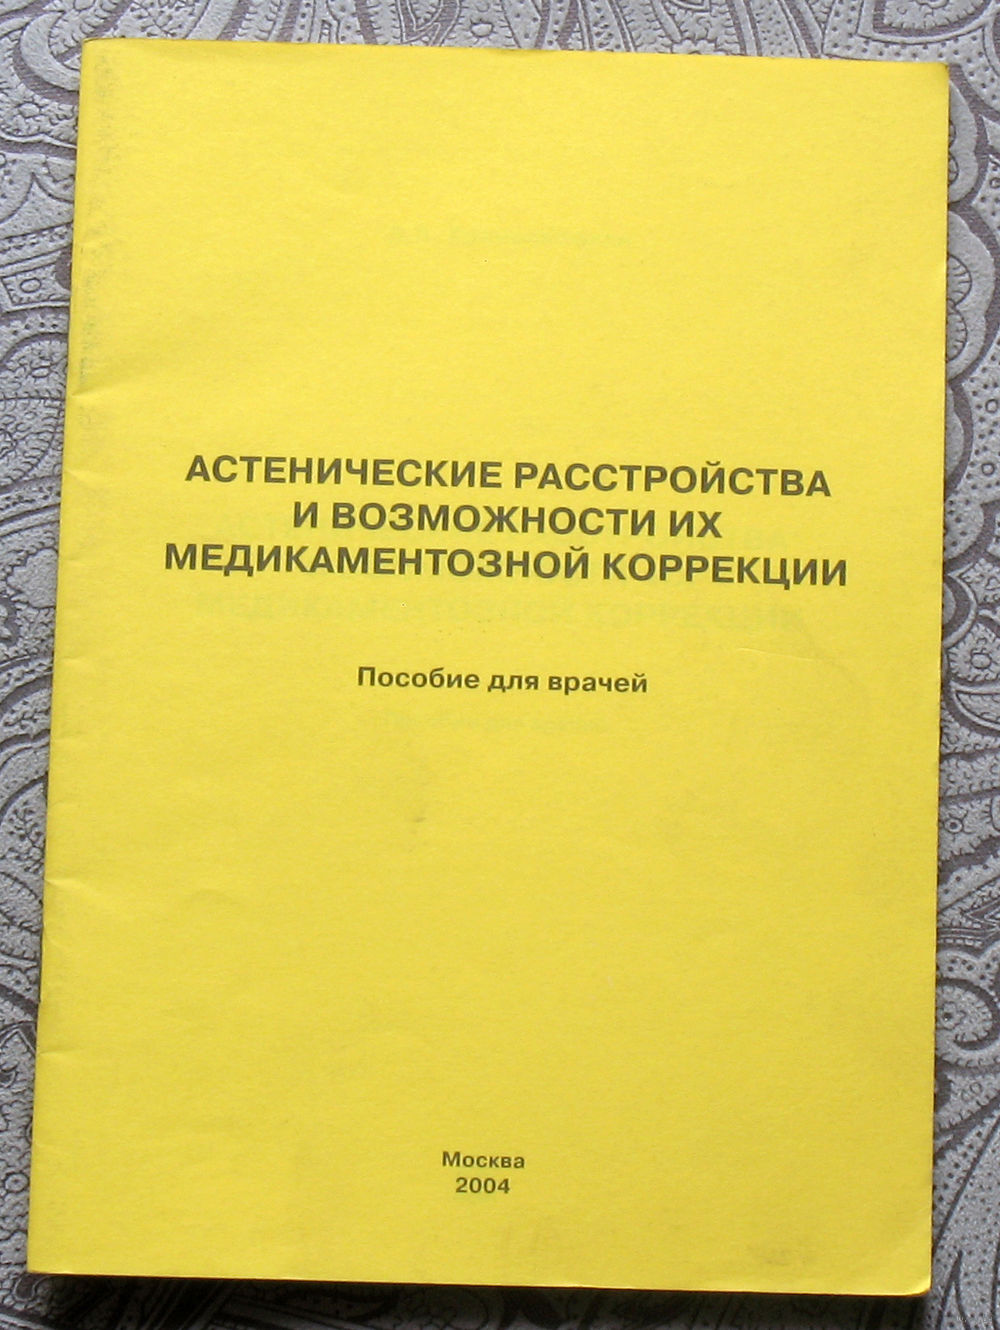 АСТЕНИЧЕСКИЕ РАССТРОЙСТВА
И ВОЗМОЖНОСТИ ИХ
МЕДИКАМЕНТОЗНОЙ КОРРЕКЦИИ
Пособие для врачей
Москва
2004